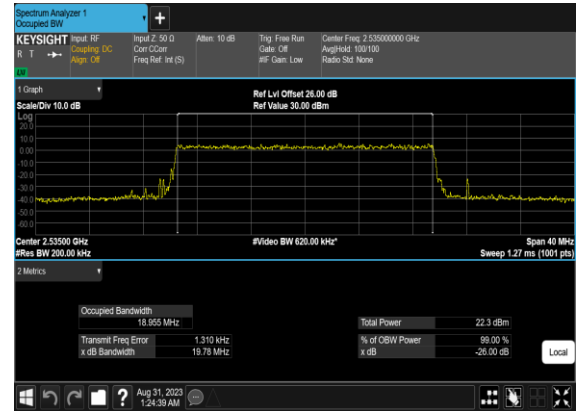 Spectrum Analyzer 1
Occupied BW
+
KEYSIGHT Input: RF Input Z: 50 Ω Atten: 10 dB Trig: Free Run Center Freq: 2.535000000 GHz
R T Coupling: DC Corr CCorr Gate: Off Avg|Hold: 100/100
Align: Off Freq Ref: Int (S) #IF Gain: Low Radio Std: None
LW
1 Graph
Ref Lvl Offset 26.00 dB
Scale/Div 10.0 dB Ref Value 30.00 dBm
Log
20.0
10.0
0.00
-10.0
-20.0
-30.0
-40.0
-50.0
-60.0
Center 2.53500 GHz #Video BW 620.00 kHz* Span 40 MHz
#Res BW 200.00 kHz Sweep 1.27 ms (1001 pts)
2 Metrics
Occupied Bandwidth
18.955 MHz Total Power 22.3 dBm
Transmit Freq Error 1.310 kHz % of OBW Power 99.00 %
x dB Bandwidth 19.78 MHz x dB -26.00 dB
Local
? Aug 31, 2023
1:24:39 AM